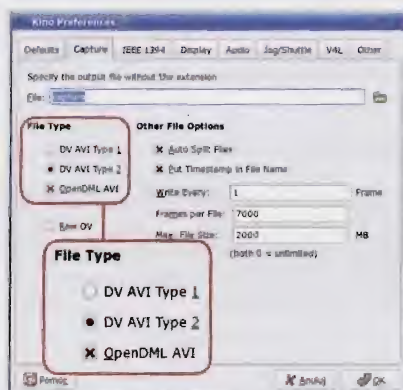 Kino Preferences
Defaults Capture IEEE 1394 Display Audio Jog/Shuttle V4L Other
Specify the output file without the extension
File: capture
File Type Other File Options
DV AVI Type 1 Auto Split Files
DV AVI Type 2 Put Timestamp in File Name
OpenDML AVI Write Every: 1 Frame
Raw DV Frames per File: 7000
Max. File Size: 2000 MB
(both 0 = unlimited)
File Type
DV AVI Type 1
DV AVI Type 2
OpenDML AVI
Pomoc Anuluj OK